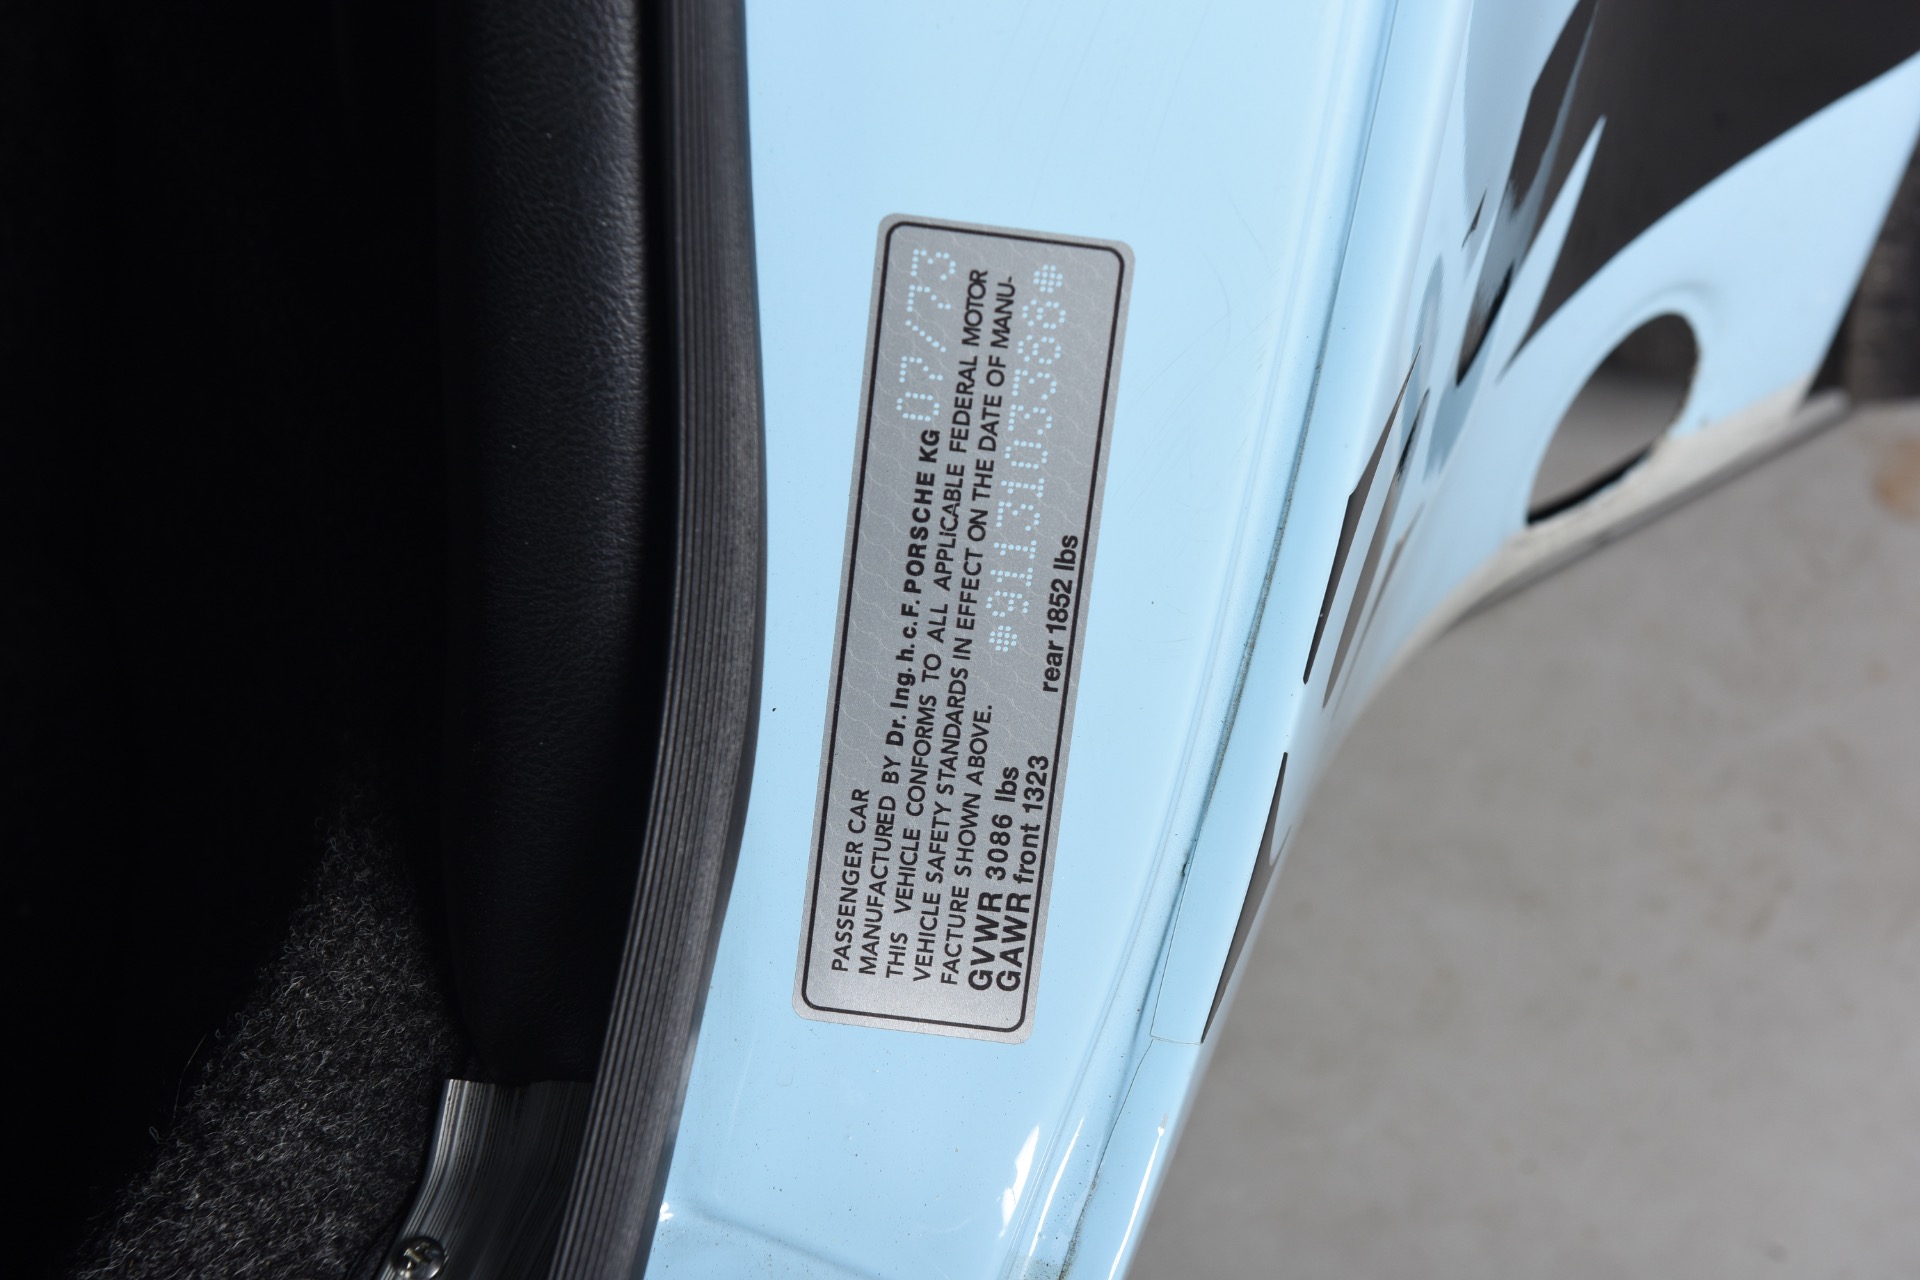 PASSENGER CAR
MANUFACTURED BY Dr. Ing. h. c. F. PORSCHE KG 07/73
THIS VEHICLE CONFORMS TO ALL APPLICABLE FEDERAL MOTOR
VEHICLE SAFETY STANDARDS IN EFFECT ON THE DATE OF MANU-
FACTURE SHOWN ABOVE. *9113103388*
GVWR 3086 lbs
GAWR front 1323 rear 1852 lbs